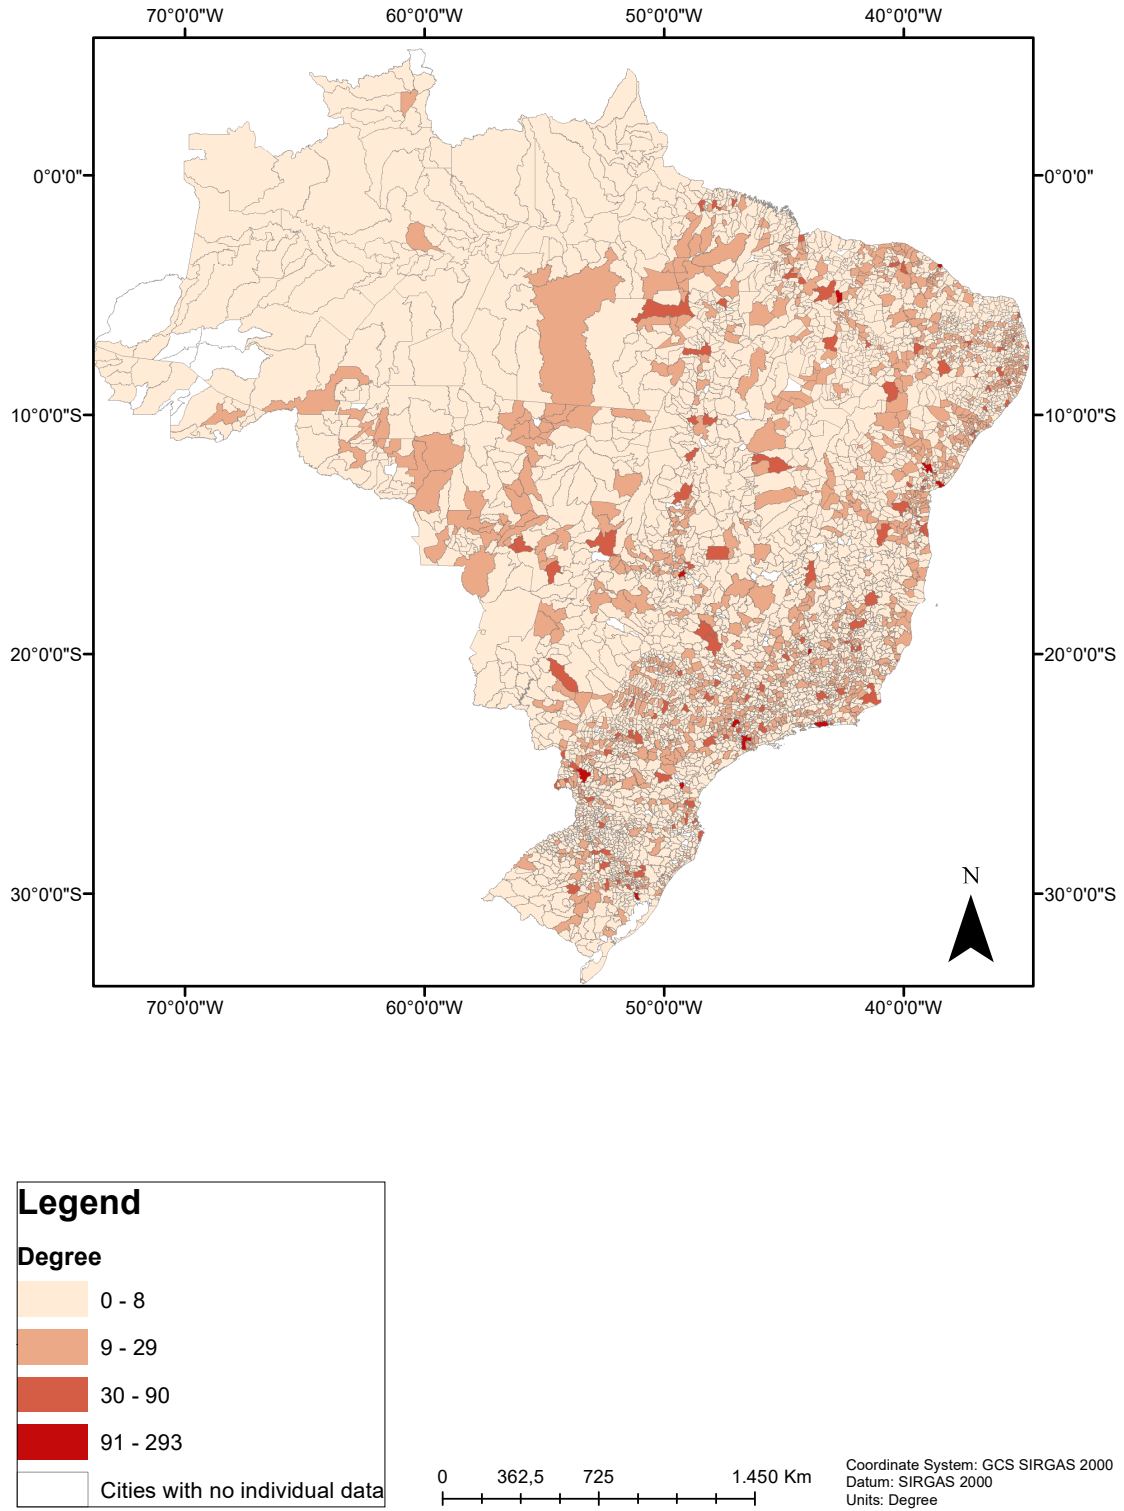 70°0'0"W 60°0'0"W 50°0'0"W 40°0'0"W
0°0'0" 0°0'0"
10°0'0"S 10°0'0"S
20°0'0"S 20°0'0"S
N
30°0'0"S 30°0'0"S
70°0'0"W 60°0'0"W 50°0'0"W 40°0'0"W
Legend
Degree
0 - 8
9 - 29
30 - 90
91 - 293
Cities with no individual data
0 362,5 725 1.450 Km
Coordinate System: GCS SIRGAS 2000
Datum: SIRGAS 2000
Units: Degree